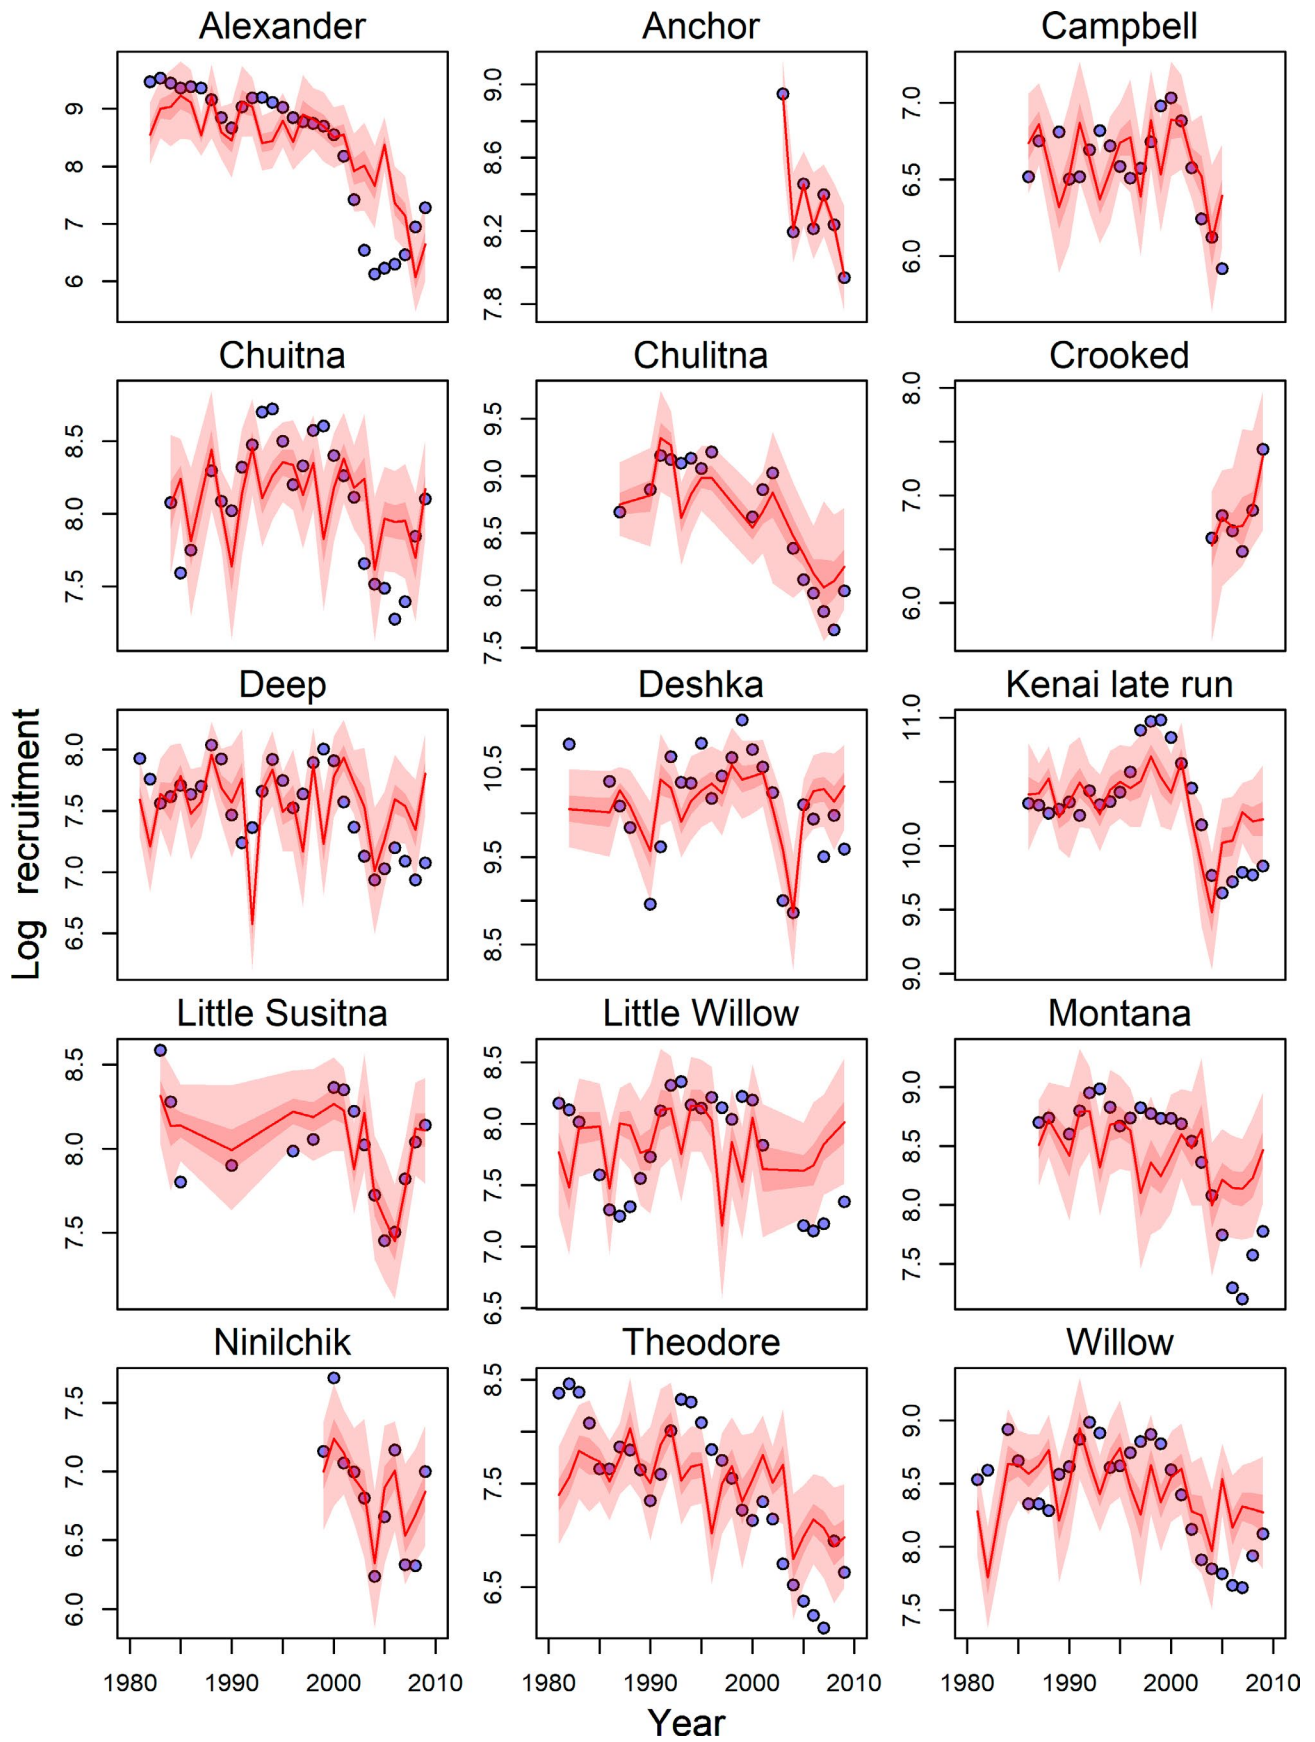 Alexander Anchor Campbell
9 8 7 6
9.0 8.6 8.2 7.8
7.0 6.5 6.0
Chuitna Chulitna Crooked
8.5 8.0 7.5
9.5 9.0 8.5 8.0 7.5
8.0 7.0 6.0
Deep Deshka Kenai late run
8.0 7.5 7.0 6.5
10.5 9.5 8.5
11.0 10.0 9.5 9.0
Log recruitment
Little Susitna Little Willow Montana
8.5 8.0 7.5
8.5 8.0 7.5 7.0 6.5
9.0 8.5 8.0 7.5
Ninilchik Theodore Willow
7.5 7.0 6.5 6.0
8.5 7.5 6.5
9.0 8.5 8.0 7.5
1980 1990 2000 2010 1980 1990 2000 2010 1980 1990 2000 2010
Year